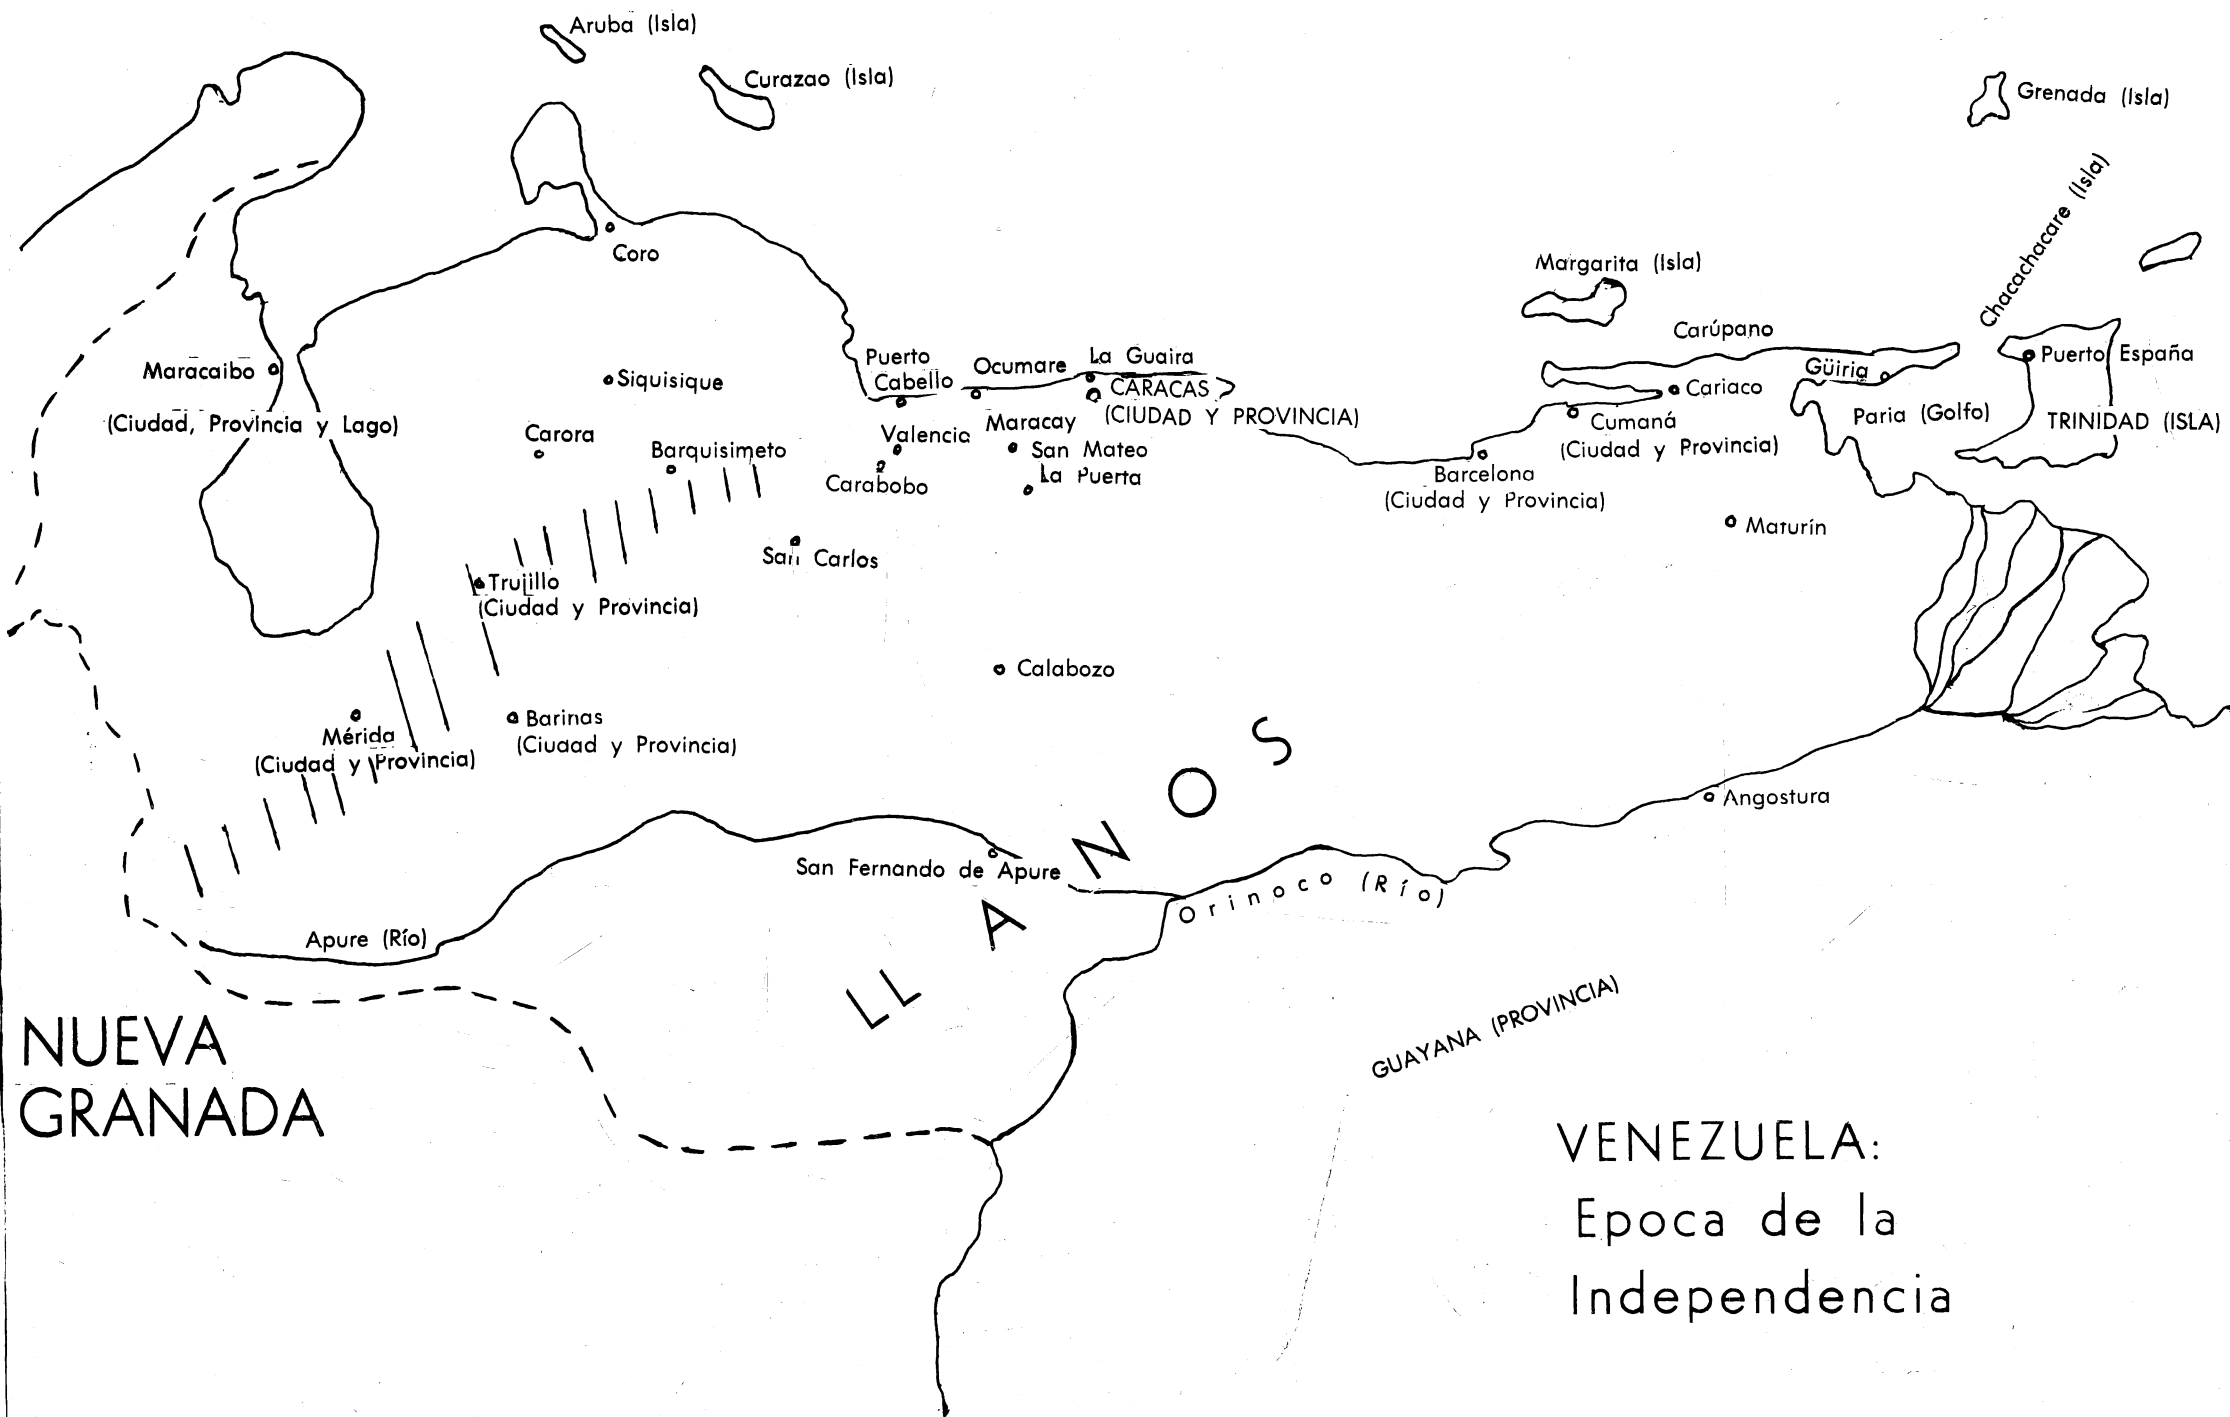 Aruba (Isla)
Curazao (Isla)
Grenada (Isla)
Chacachacare (Isla)
Coro
Margarita (Isla)
Carúpano
Puerto España
Güiria
Maracaibo
(Ciudad, Provincia y Lago)
Siquisique
Puerto
Cabello
Ocumare
La Guaira
CARACAS
(CIUDAD Y PROVINCIA)
Cariaco
Cumaná
(Ciudad y Provincia)
Paria (Golfo)
TRINIDAD (ISLA)
Carora
Barquisimeto
Valencia
Maracay
San Mateo
La Puerta
Carabobo
Barcelona
(Ciudad y Provincia)
Maturín
San Carlos
Trujillo
(Ciudad y Provincia)
Calabozo
Mérida
(Ciudad y Provincia)
Barinas
(Ciudad y Provincia)
LLANOS
Angostura
San Fernando de Apure
Orinoco (Río)
Apure (Río)
GUAYANA (PROVINCIA)
NUEVA
GRANADA
VENEZUELA:
Epoca de la
Independencia